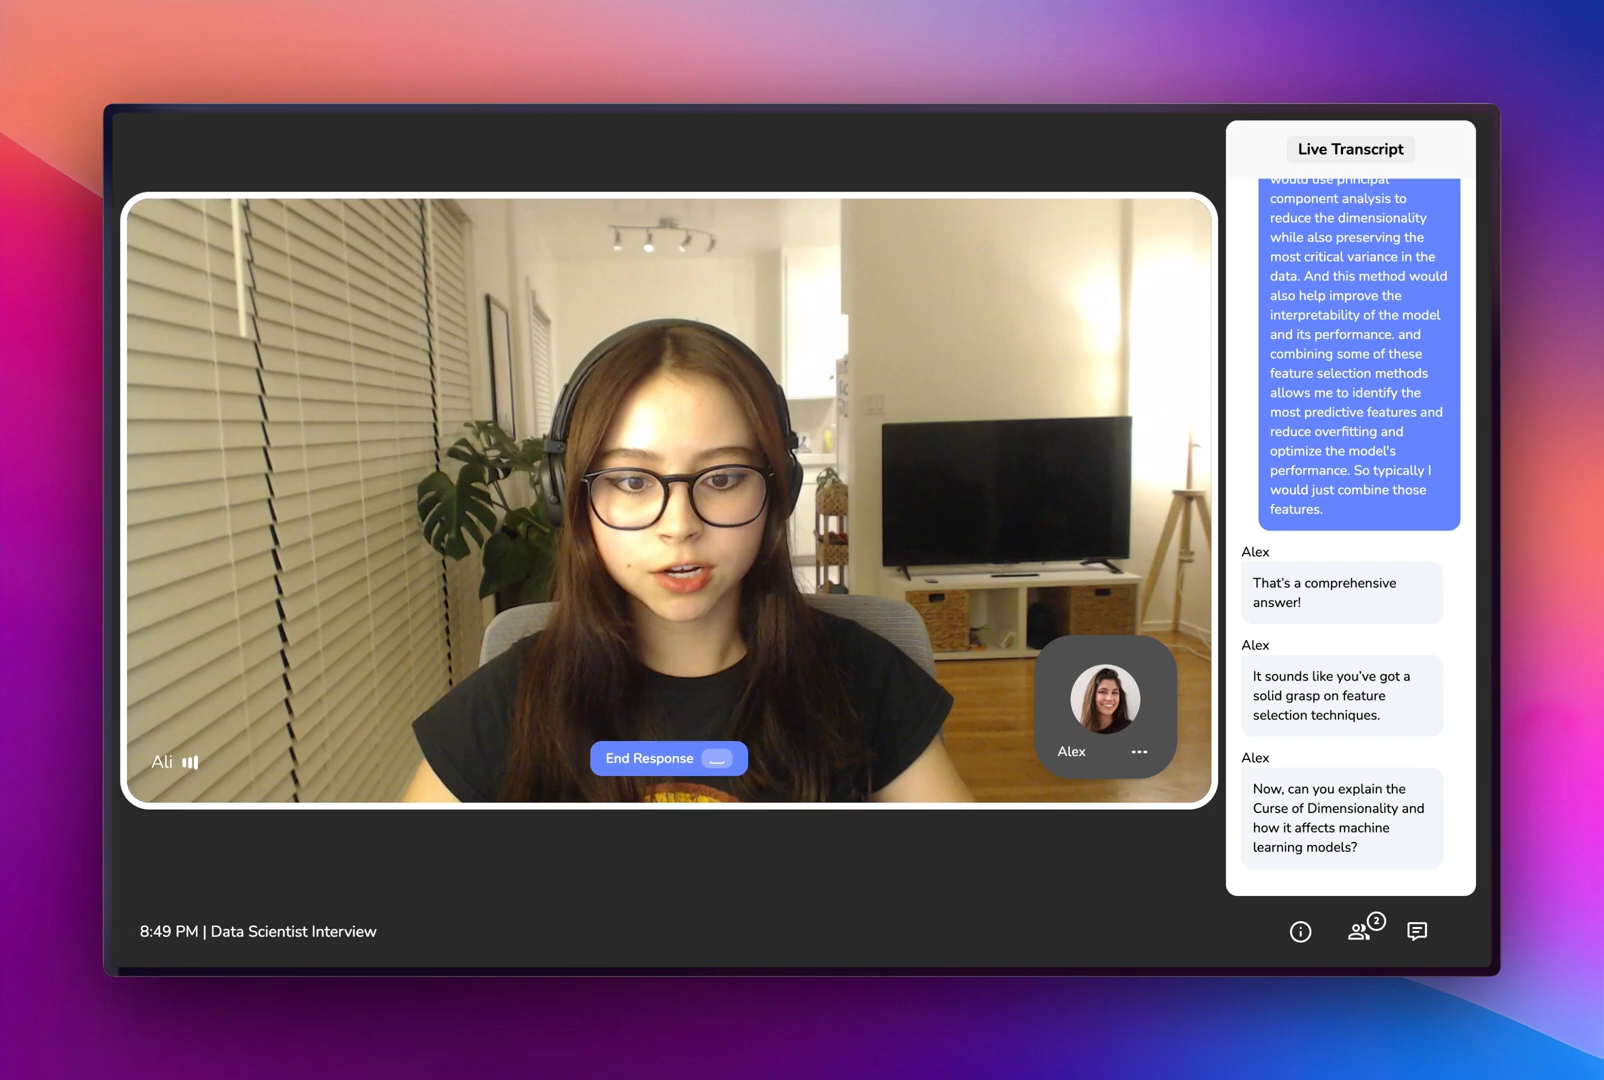 Live Transcript
would use principal
component analysis to
reduce the dimensionality
while also preserving the
most critical variance in the
data. And this method would
also help improve the
interpretability of the model
and its performance. and
combining some of these
feature selection methods
allows me to identify the
most predictive features and
reduce overfitting and
optimize the model's
performance. So typically I
would just combine those
features.
Alex
That's a comprehensive
answer!
Alex
It sounds like you've got a
solid grasp on feature
selection techniques.
Alex
Now, can you explain the
Curse of Dimensionality and
how it affects machine
learning models?
Ali
End Response
Alex
8:49 PM | Data Scientist Interview
2